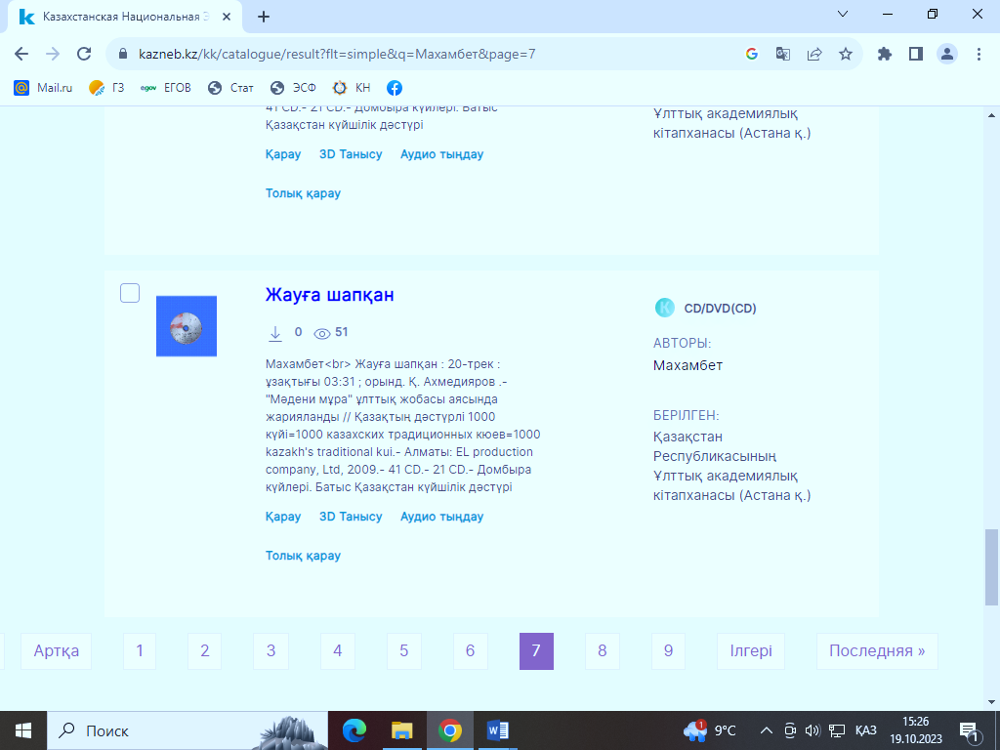 Казахстанская Национальная Э
kazneb.kz/kk/catalogue/result?flt=simple&q=Махамбет&page=7
Mail.ru ГЗ egov ЕГОВ Стат ЭСФ КН
41 CD.- 21 CD.- Домбыра күйлері. Батыс
Қазақстан күйшілік дәстүрі
Қарау 3D Танысу Аудио тыңдау
Толық қарау
Ұлттық академиялық
кітапханасы (Астана қ.)
Жауға шапқан
0 51
Махамбет<br> Жауға шапқан : 20-трек :
ұзақтығы 03:31 ; орынд. Қ. Ахмедияров .-
"Мәдени мұра" ұлттық жобасы аясында
жарияланды // Қазақтың дәстүрлі 1000
күйі=1000 казахских традиционных кюев=1000
kazakh's traditional kui.- Алматы: EL production
company, Ltd, 2009.- 41 CD.- 21 CD.- Домбыра
күйлері. Батыс Қазақстан күйшілік дәстүрі
Қарау 3D Танысу Аудио тыңдау
Толық қарау
CD/DVD(CD)
АВТОРЫ:
Махамбет
БЕРІЛГЕН:
Қазақстан
Республикасының
Ұлттық академиялық
кітапханасы (Астана қ.)
Артқа 1 2 3 4 5 6 7 8 9 Ілгері Последняя »
Поиск
1 9°C ҚАЗ 15:26
19.10.2023 1